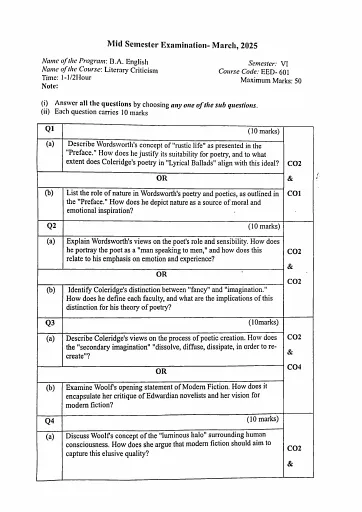 Mid Semester Examination- March, 2025
Name of the Program: B.A. English Semester: VI
Name of the Course: Literary Criticism Course Code: EED- 601
Time: 1-1/2Hour Maximum Marks: 50
Note:
(i) Answer all the questions by choosing any one of the sub questions.
(ii) Each question carries 10 marks
Q1 (10 marks)
(a) Describe Wordsworth's concept of "rustic life" as presented in the
"Preface." How does he justify its suitability for poetry, and to what
extent does Coleridge's poetry in "Lyrical Ballads" align with this ideal? CO2
OR &
(b) List the role of nature in Wordsworth's poetry and poetics, as outlined in CO1
the "Preface." How does he depict nature as a source of moral and
emotional inspiration?
Q2 (10 marks)
(a) Explain Wordsworth's views on the poet's role and sensibility. How does
he portray the poet as a "man speaking to men," and how does this CO2
relate to his emphasis on emotion and experience?
OR &
(b) Identify Coleridge's distinction between "fancy" and "imagination." CO2
How does he define each faculty, and what are the implications of this
distinction for his theory of poetry?
Q3 (10marks)
(a) Describe Coleridge's views on the process of poetic creation. How does CO2
the "secondary imagination" "dissolve, diffuse, dissipate, in order to re-
create"? &
OR CO4
(b) Examine Woolf's opening statement of Modern Fiction. How does it
encapsulate her critique of Edwardian novelists and her vision for
modern fiction?
Q4 (10 marks)
(a) Discuss Woolf's concept of the "luminous halo" surrounding human
consciousness. How does she argue that modern fiction should aim to CO2
capture this elusive quality?
&